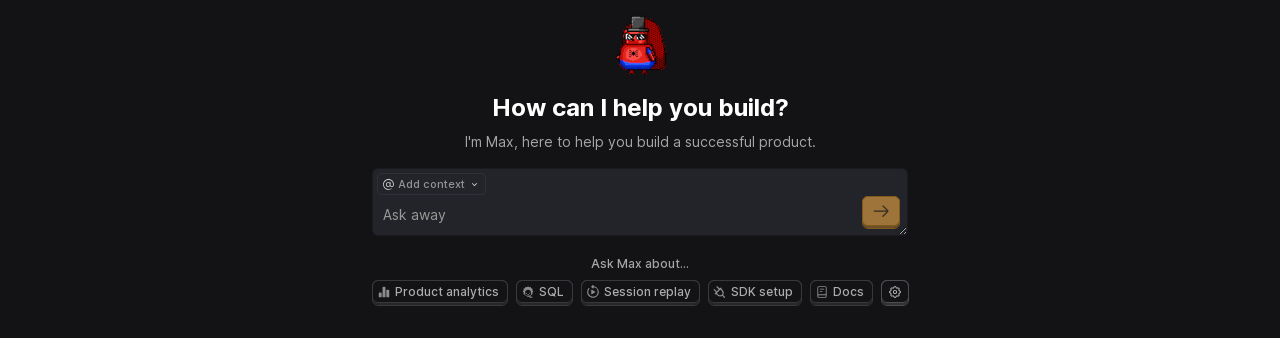 How can I help you build?
I'm Max, here to help you build a successful product.
@ Add context
Ask away
Ask Max about...
Product analytics SQL Session replay SDK setup Docs